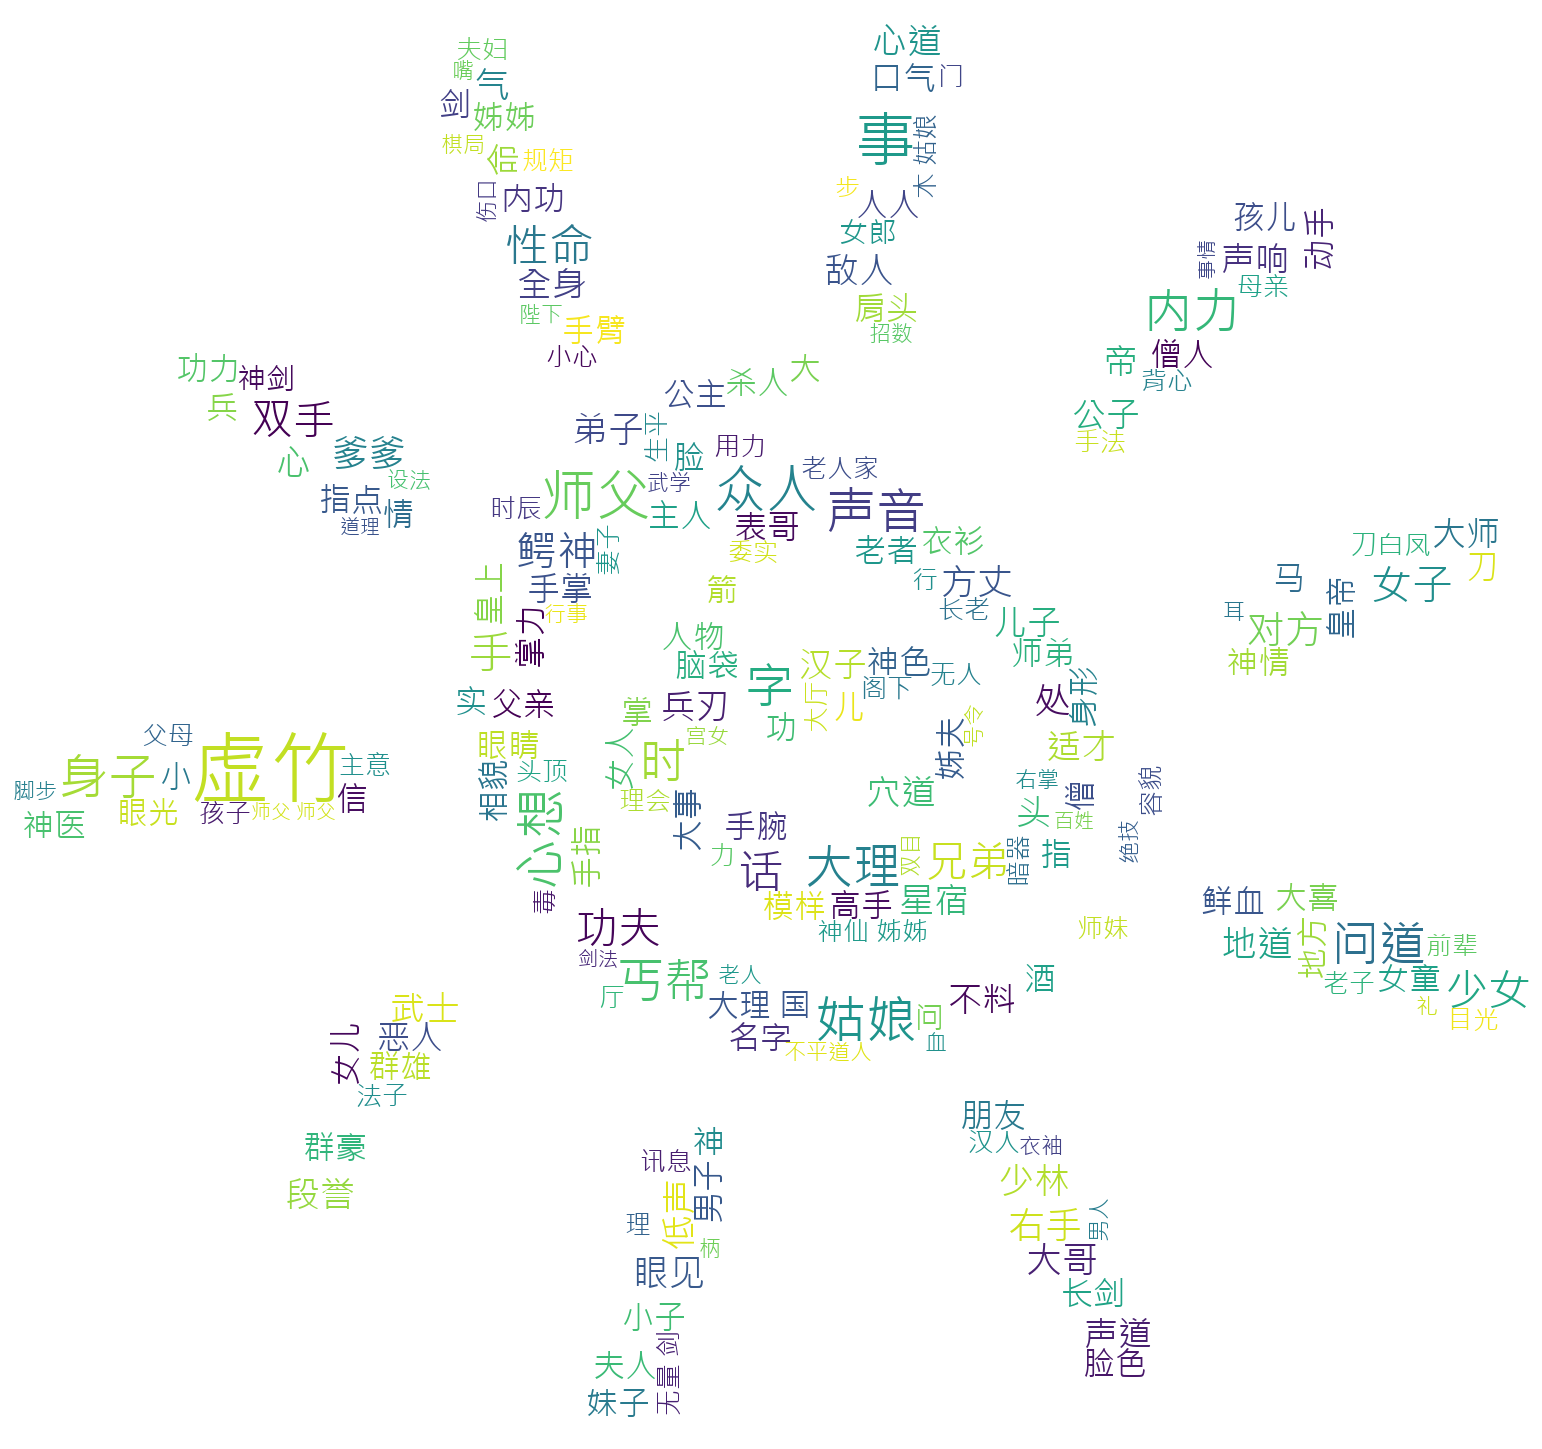 夫妇
嘴
气
剑
姊姊
棋局
侣
规矩
伤口
内功
性命
全身
陛下
手臂
小心
心道
口气
门
事
姑娘
木
步
人人
女郎
敌人
肩头
招数
孩儿
动手
事情
声响
母亲
内力
帝
僧人
背心
公子
手法
功力
神剑
兵
双手
爹爹
心
设法
指点
情
道理
公主
杀人
大
弟子
生平
脸
用力
师父
武学
众人
老人家
时辰
主人
表哥
声音
鳄神
妻子
委实
老者
衣衫
手掌
行事
箭
行
方丈
长老
皇上
掌力
手
儿子
师弟
人物
脑袋
字
汉子
神色
无人
阁下
大厅
儿
功
处
身形
实
父亲
掌
兵刃
宫女
眼睛
女人
时
姊夫
号令
适才
相貌
头顶
理会
大事
穴道
右掌
僧
容貌
头
百姓
绝技
心想
手指
手腕
力
话
大理
双目
兄弟
暗器
指
毒
模样
高手
星宿
神仙
姊姊
师妹
功夫
剑法
丐帮
老人
厅
大理 国
名字
姑娘
问
血
不料
酒
不平道人
大师
刀白凤
刀
马
女子
皇帝
耳
对方
神情
父母
虚竹
主意
身子
小
脚步
眼光
孩子
师父 师父
信
神医
鲜血
大喜
地道
地方
问道
前辈
老子
女童
少女
礼
目光
武士
女儿
恶人
群雄
法子
群豪
段誉
神
讯息
男子
低声
理
柄
眼见
小子
无量 剑
夫人
妹子
朋友
汉人
衣袖
少林
右手
男人
大哥
长剑
声道
脸色